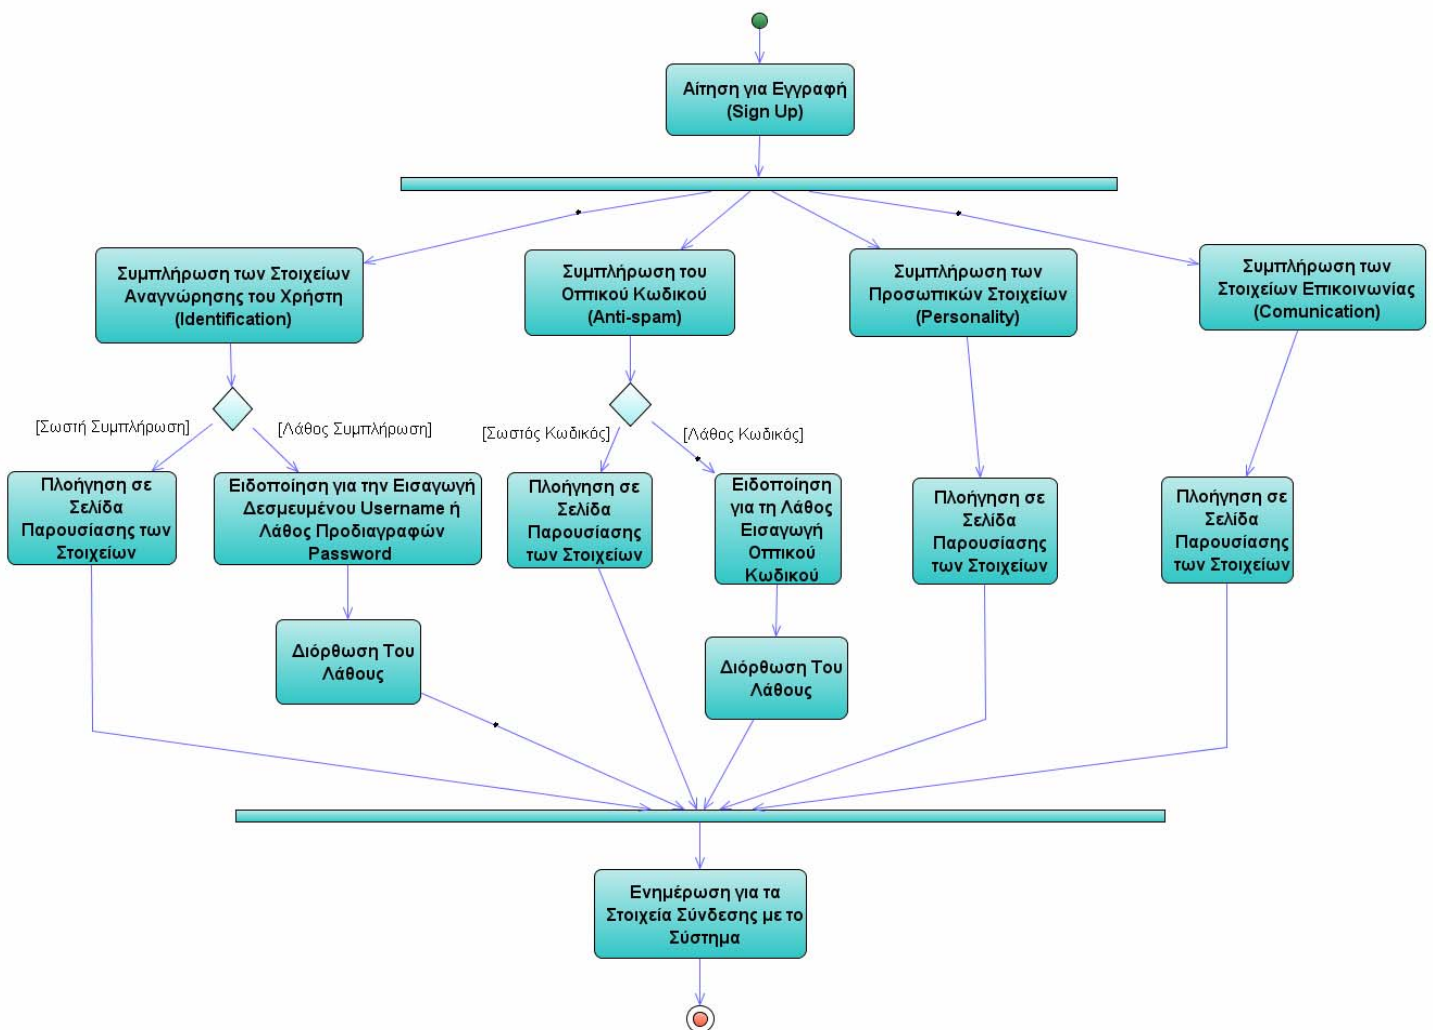 Αίτηση για Εγγραφή
(Sign Up)
Συμπλήρωση των Στοιχείων
Αναγνώρησης του Χρήστη
(Identification)
Συμπλήρωση του
Οπτικού Κωδικού
(Anti-spam)
Συμπλήρωση των
Προσωπικών Στοιχείων
(Personality)
Συμπλήρωση των
Στοιχείων Επικοινωνίας
(Comunication)
[Σωστή Συμπλήρωση]
[Λάθος Συμπλήρωση]
[Σωστός Κωδικός]
[Λάθος Κωδικός]
Πλοήγηση σε
Σελίδα
Παρουσίασης των
Στοιχείων
Ειδοποίηση για την Εισαγωγή
Δεσμευμένου Username ή
Λάθος Προδιαγραφών
Password
Πλοήγηση σε
Σελίδα
Παρουσίασης
των Στοιχείων
Ειδοποίηση
για τη Λάθος
Εισαγωγή
Οπτικού
Κωδικού
Πλοήγηση σε
Σελίδα
Παρουσίασης
των Στοιχείων
Πλοήγηση σε
Σελίδα
Παρουσίασης
των Στοιχείων
Διόρθωση Του
Λάθους
Διόρθωση Του
Λάθους
Ενημέρωση για τα
Στοιχεία Σύνδεσης με το
Σύστημα